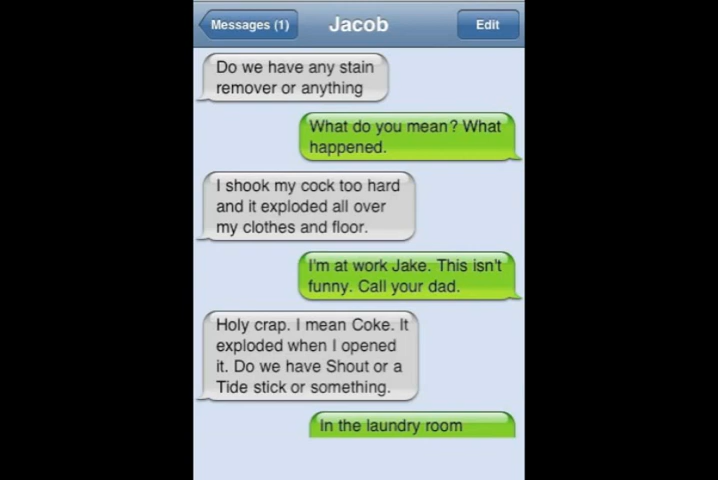 Messages (1) Jacob Edit
Do we have any stain
remover or anything
What do you mean? What
happened.
I shook my cock too hard
and it exploded all over
my clothes and floor.
I'm at work Jake. This isn't
funny. Call your dad.
Holy crap. I mean Coke. It
exploded when I opened
it. Do we have Shout or a
Tide stick or something.
In the laundry room